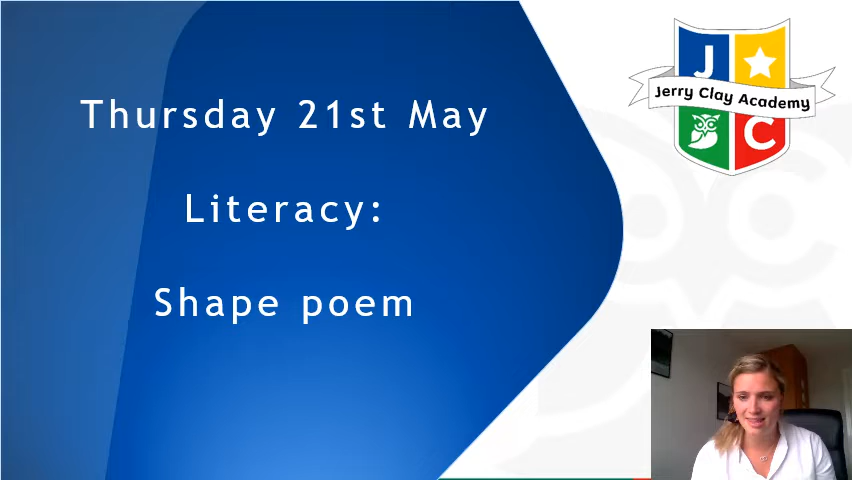 Thursday 21st May
Literacy:
Shape poem
J
Jerry Clay Academy
C